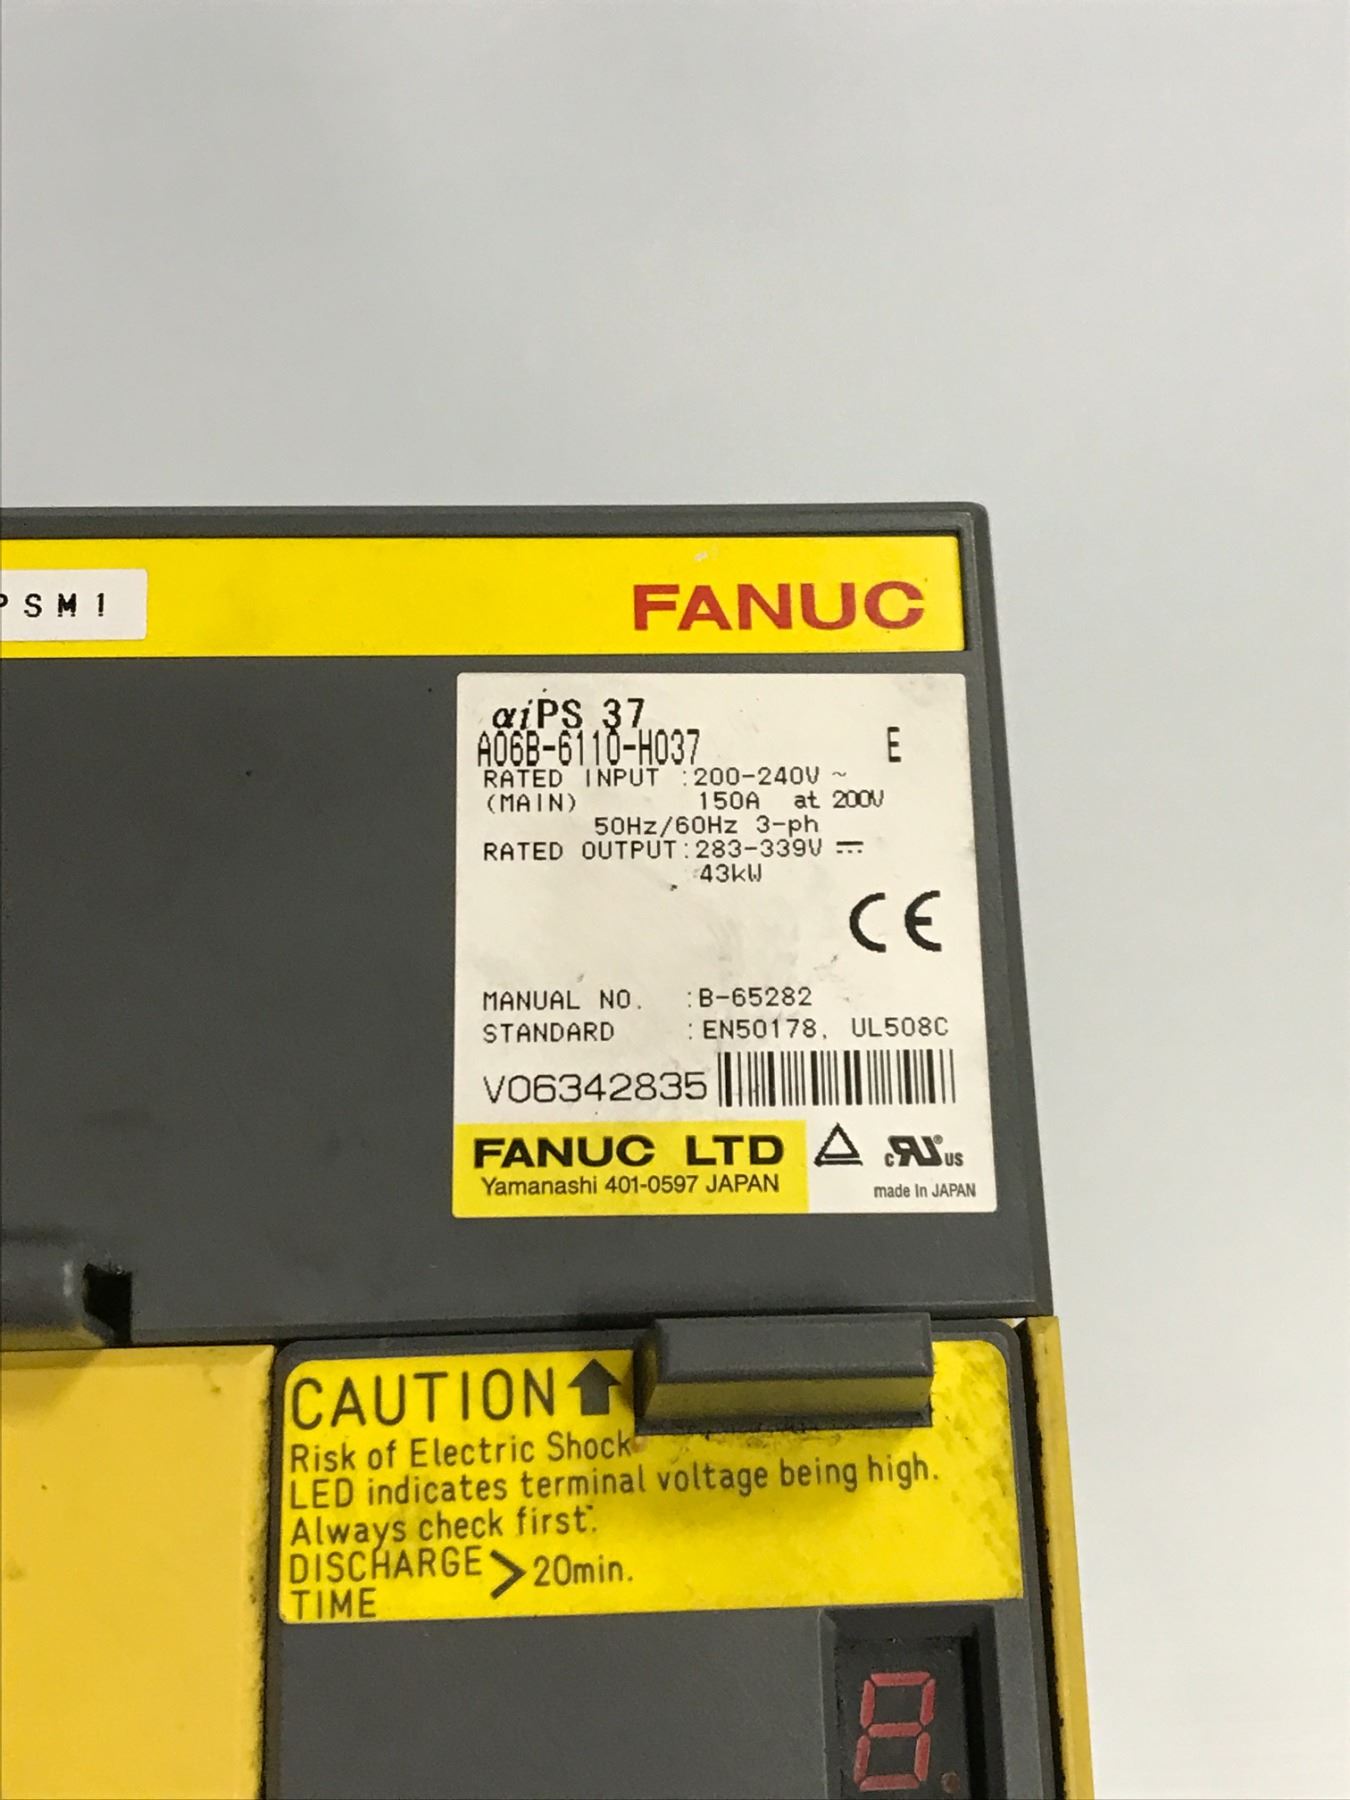 PSM1
FANUC
αiPS 37
A06B-6110-H037 E
RATED INPUT :200-240V ~
(MAIN) 150A at 200V
50Hz/60Hz 3-ph
RATED OUTPUT:283-339V ⎓
43kW
CE
MANUAL NO. :B-65282
STANDARD :EN50178, UL508C
V06342835
FANUC LTD
Yamanashi 401-0597 JAPAN
c RU® US
made In JAPAN
CAUTION
Risk of Electric Shock
LED indicates terminal voltage being high.
Always check first.
DISCHARGE TIME > 20min.
8.